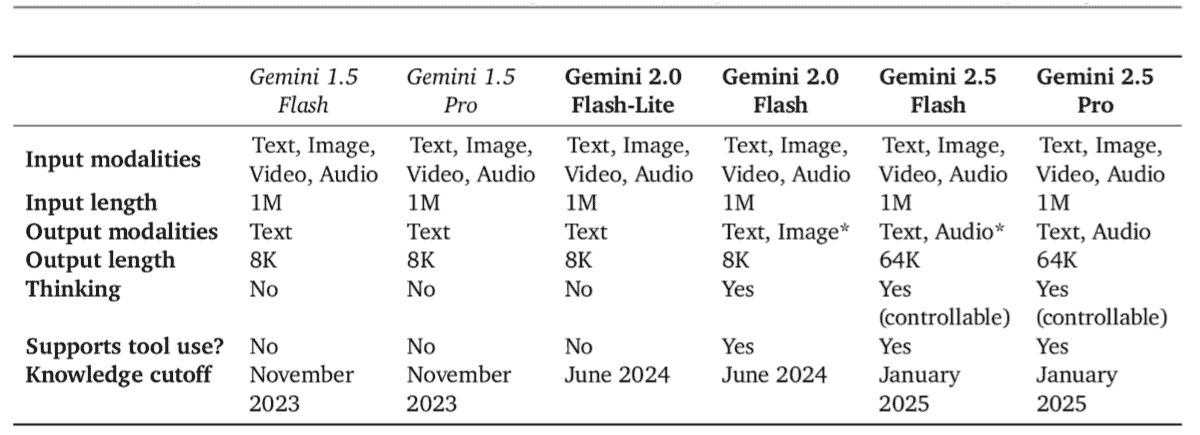 Gemini 1.5 Flash Gemini 1.5 Pro Gemini 2.0 Flash-Lite Gemini 2.0 Flash Gemini 2.5 Flash Gemini 2.5 Pro
Input modalities Text, Image, Video, Audio Text, Image, Video, Audio Text, Image, Video, Audio Text, Image, Video, Audio Text, Image, Video, Audio Text, Image, Video, Audio
Input length 1M 1M 1M 1M 1M 1M
Output modalities Text Text Text Text, Image* Text, Audio* Text, Audio
Output length 8K 8K 8K 8K 64K 64K
Thinking No No No Yes Yes (controllable) Yes (controllable)
Supports tool use? No No No Yes Yes Yes
Knowledge cutoff November 2023 November 2023 June 2024 June 2024 January 2025 January 2025